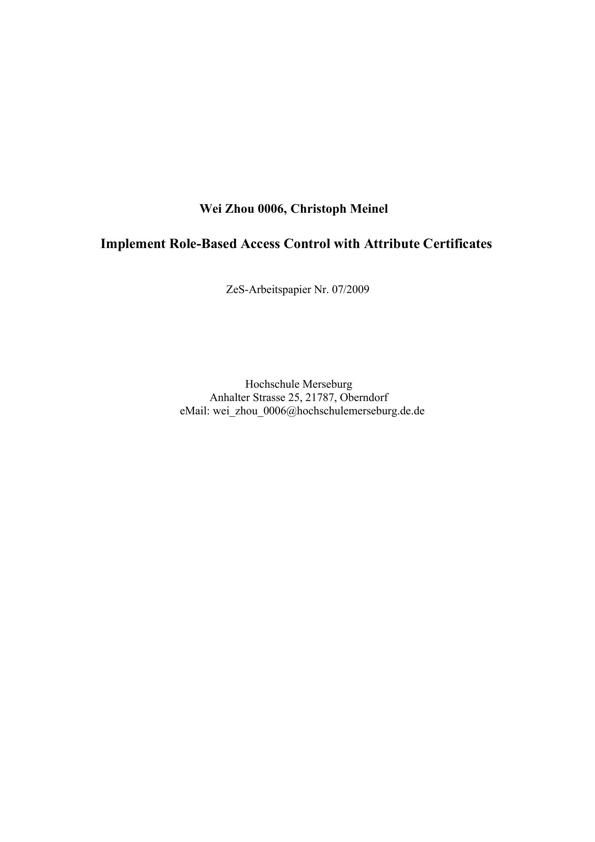 Wei Zhou 0006, Christoph Meinel
Implement Role-Based Access Control with Attribute Certificates
ZeS-Arbeitspapier Nr. 07/2009
Hochschule Merseburg
Anhalter Strasse 25, 21787, Oberndorf
eMail: wei_zhou_0006@hochschulemerseburg.de.de